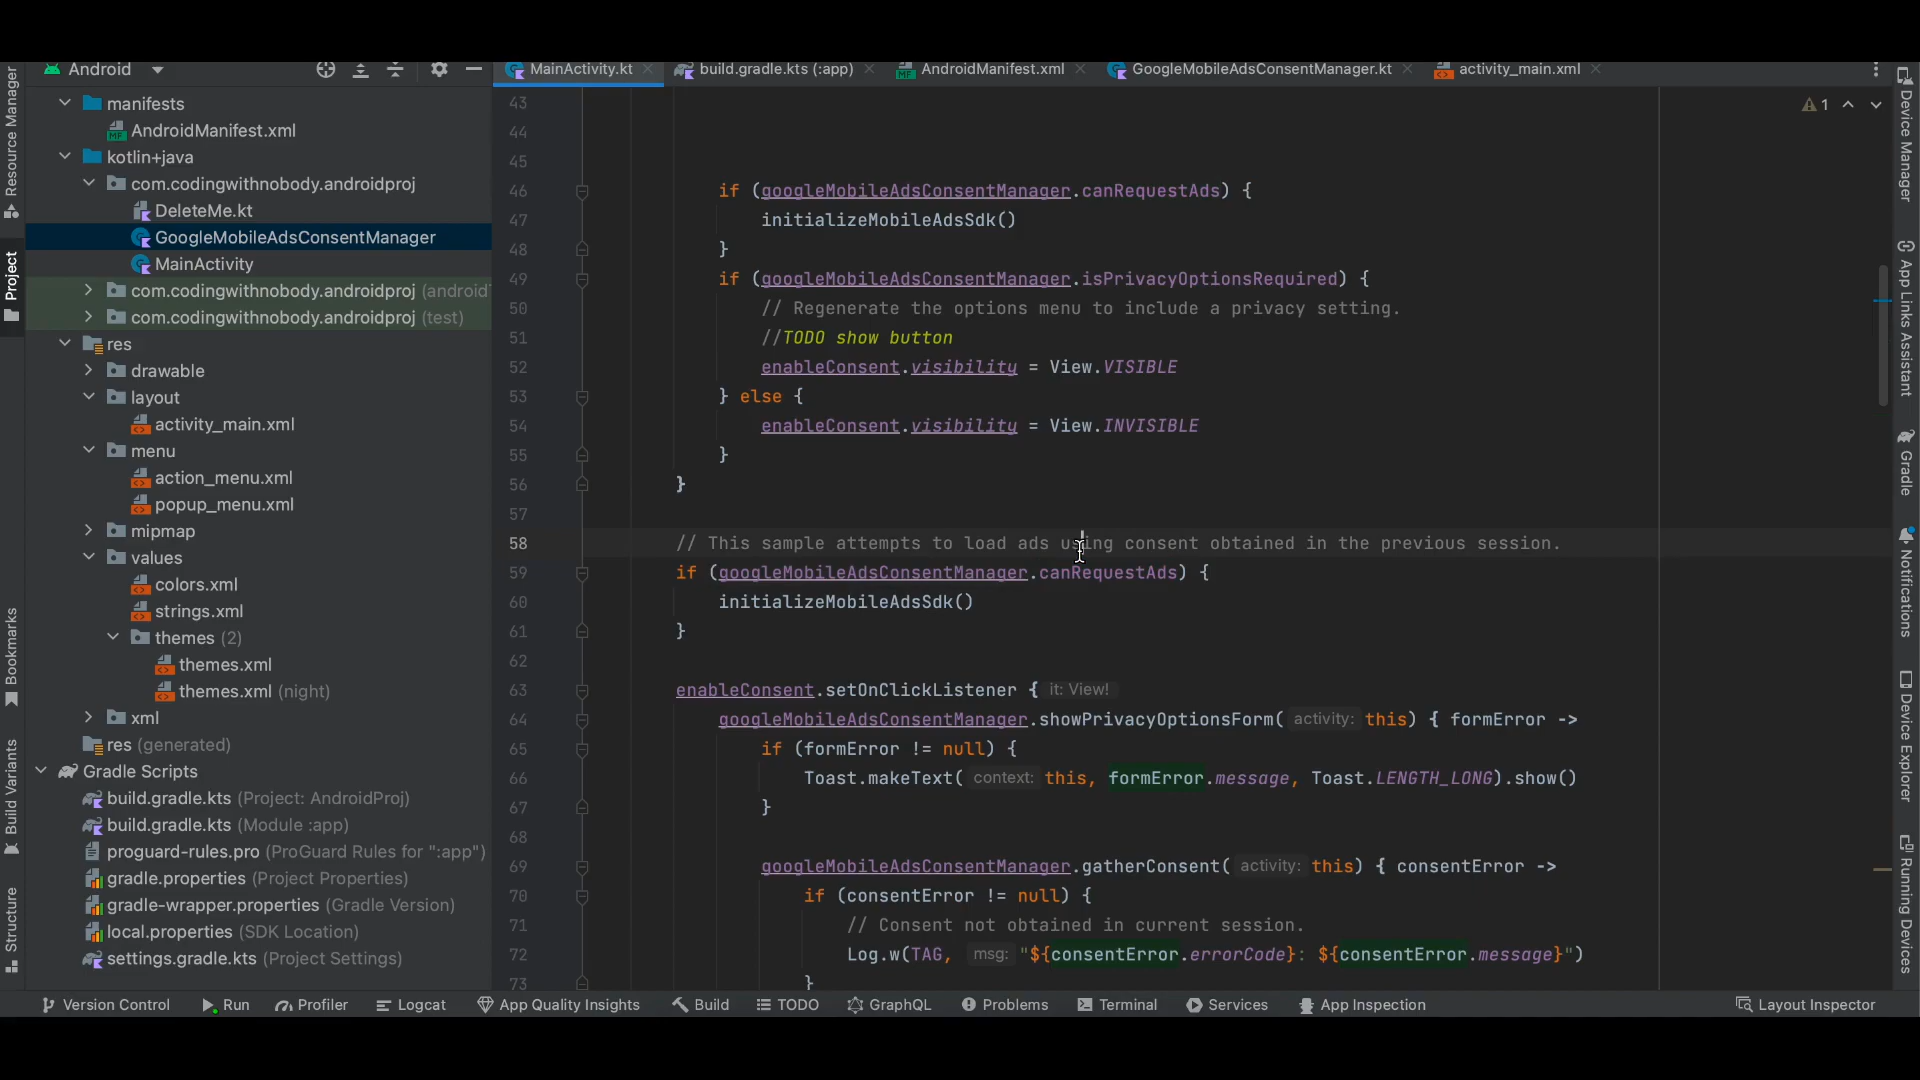 Android
MainActivity.kt
build.gradle.kts (:app)
AndroidManifest.xml
GoogleMobileAdsConsentManager.kt
activity_main.xml
Resource Manager
Project
Bookmarks
Build Variants
Structure
manifests
AndroidManifest.xml
kotlin+java
com.codingwithnobody.androidproj
DeleteMe.kt
GoogleMobileAdsConsentManager
MainActivity
com.codingwithnobody.androidproj (android
com.codingwithnobody.androidproj (test)
res
drawable
layout
activity_main.xml
menu
action_menu.xml
popup_menu.xml
mipmap
values
colors.xml
strings.xml
themes (2)
themes.xml
themes.xml (night)
xml
res (generated)
Gradle Scripts
build.gradle.kts (Project: AndroidProj)
build.gradle.kts (Module :app)
proguard-rules.pro (ProGuard Rules for ":app")
gradle.properties (Project Properties)
gradle-wrapper.properties (Gradle Version)
local.properties (SDK Location)
settings.gradle.kts (Project Settings)
1
43
44
45
46 if (googleMobileAdsConsentManager.canRequestAds) {
47 initializeMobileAdsSdk()
48 }
49 if (googleMobileAdsConsentManager.isPrivacyOptionsRequired) {
50 // Regenerate the options menu to include a privacy setting.
51 //TODO show button
52 enableConsent.visibility = View.VISIBLE
53 } else {
54 enableConsent.visibility = View.INVISIBLE
55 }
56 }
57
58 // This sample attempts to load ads using consent obtained in the previous session.
59 if (googleMobileAdsConsentManager.canRequestAds) {
60 initializeMobileAdsSdk()
61 }
62
63 enableConsent.setOnClickListener { it: View!
64 googleMobileAdsConsentManager.showPrivacyOptionsForm( activity: this) { formError ->
65 if (formError != null) {
66 Toast.makeText( context: this, formError.message, Toast.LENGTH_LONG).show()
67 }
68
69 googleMobileAdsConsentManager.gatherConsent( activity: this) { consentError ->
70 if (consentError != null) {
71 // Consent not obtained in current session.
72 Log.w(TAG, msg: "${consentError.errorCode}: ${consentError.message}")
73 }
Device Manager
App Links Assistant
Gradle
Notifications
Device Explorer
Running Devices
Version Control
Run
Profiler
Logcat
App Quality Insights
Build
TODO
GraphQL
Problems
Terminal
Services
App Inspection
Layout Inspector